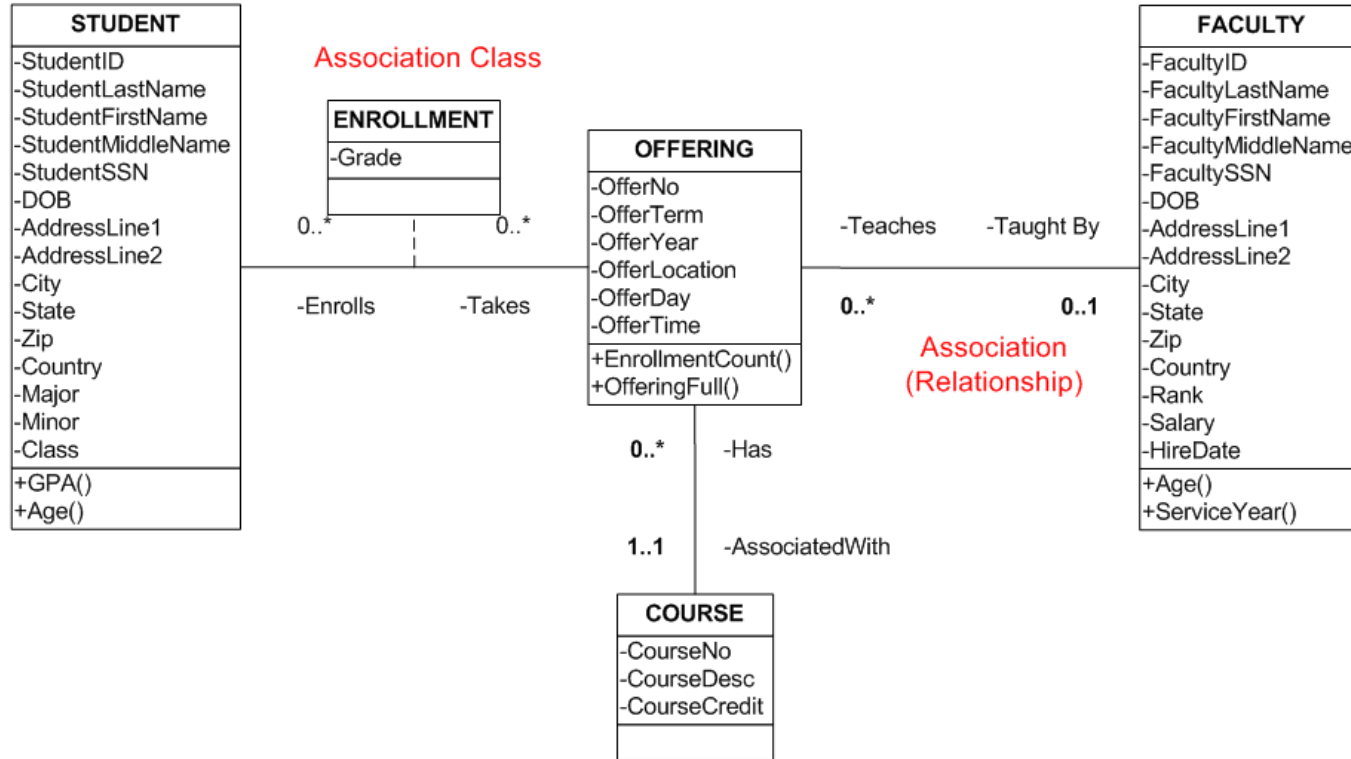 STUDENT
-StudentID
-StudentLastName
-StudentFirstName
-StudentMiddleName
-StudentSSN
-DOB
-AddressLine1
-AddressLine2
-City
-State
-Zip
-Country
-Major
-Minor
-Class
+GPA()
+Age()
Association Class
ENROLLMENT
-Grade
0..*
0..*
-Enrolls
-Takes
OFFERING
-OfferNo
-OfferTerm
-OfferYear
-OfferLocation
-OfferDay
-OfferTime
+EnrollmentCount()
+OfferingFull()
-Teaches
-Taught By
0..*
0..1
Association
(Relationship)
FACULTY
-FacultyID
-FacultyLastName
-FacultyFirstName
-FacultyMiddleName
-FacultySSN
-DOB
-AddressLine1
-AddressLine2
-City
-State
-Zip
-Country
-Rank
-Salary
-HireDate
+Age()
+ServiceYear()
0..*
-Has
1..1
-AssociatedWith
COURSE
-CourseNo
-CourseDesc
-CourseCredit